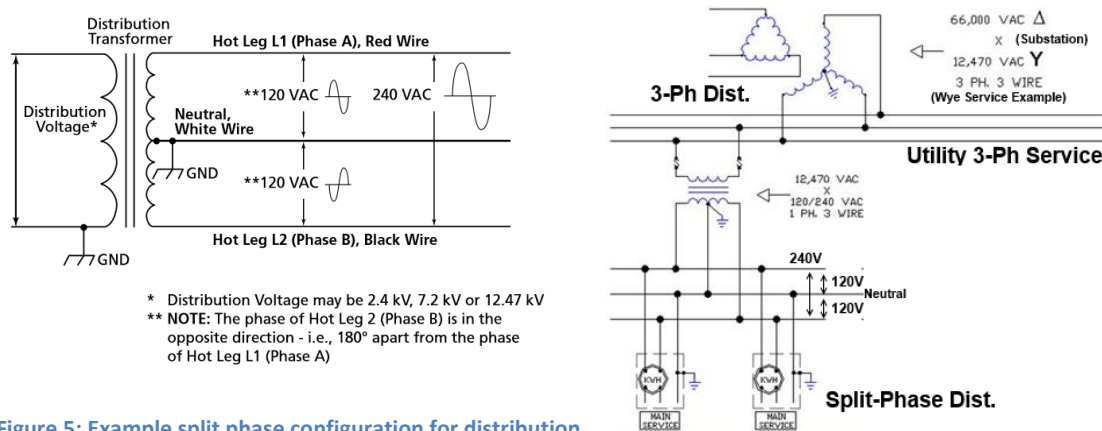 Distribution
Transformer
Hot Leg L1 (Phase A), Red Wire
Distribution
Voltage*
**120 VAC
240 VAC
Neutral,
White Wire
GND
**120 VAC
Hot Leg L2 (Phase B), Black Wire
GND
* Distribution Voltage may be 2.4 kV, 7.2 kV or 12.47 kV
** NOTE: The phase of Hot Leg 2 (Phase B) is in the
opposite direction - i.e., 180° apart from the phase
of Hot Leg L1 (Phase A)
Figure 5: Example split phase configuration for distribution
3-Ph Dist.
66,000 VAC Δ
X (Substation)
12,470 VAC Y
3 PH. 3 WIRE
(Wye Service Example)
Utility 3-Ph Service
12,470 VAC
X
120/240 VAC
1 PH. 3 WIRE
240V
120V
Neutral
120V
KWH
KWH
MAIN
SERVICE
MAIN
SERVICE
Split-Phase Dist.